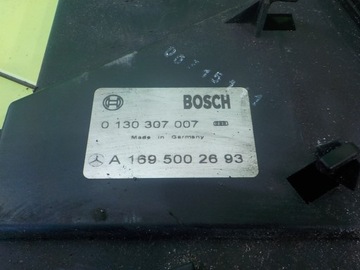 BOSCH
0 130 307 007
Made in Germany
A 169 500 26 93